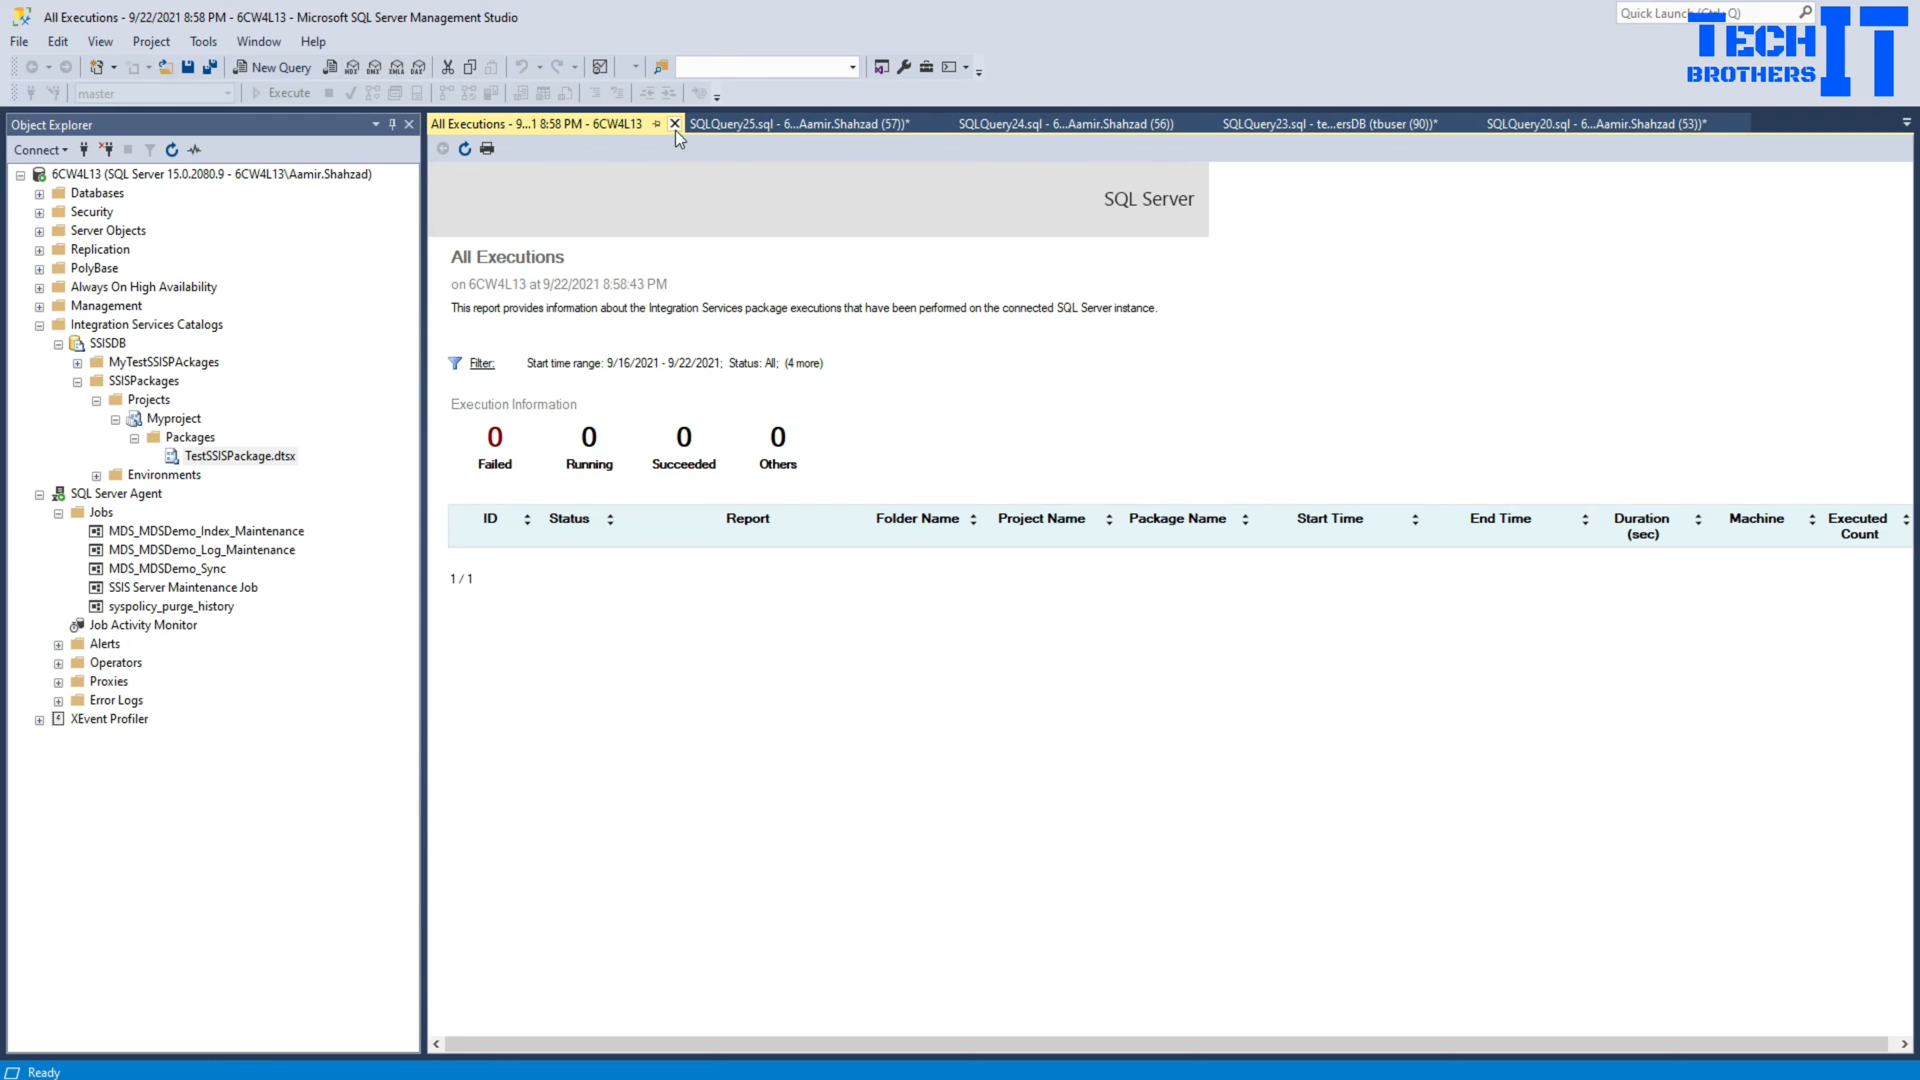 All Executions - 9/22/2021 8:58 PM - 6CW4L13 - Microsoft SQL Server Management Studio
TECH BROTHERS IT
File Edit View Project Tools Window Help
New Query
master
Execute
Object Explorer
All Executions - 9...1 8:58 PM - 6CW4L13
SQLQuery25.sql - 6...Aamir.Shahzad (57))*
SQLQuery24.sql - 6...Aamir.Shahzad (56))
SQLQuery23.sql - te...ersDB (tbuser (90))*
SQLQuery20.sql - 6...Aamir.Shahzad (53))*
Connect
6CW4L13 (SQL Server 15.0.2080.9 - 6CW4L13\Aamir.Shahzad)
Databases
Security
Server Objects
Replication
PolyBase
Always On High Availability
Management
Integration Services Catalogs
SSISDB
MyTestSSISPAckages
SSISPackages
Projects
Myproject
Packages
TestSSISPackage.dtsx
Environments
SQL Server Agent
Jobs
MDS_MDSDemo_Index_Maintenance
MDS_MDSDemo_Log_Maintenance
MDS_MDSDemo_Sync
SSIS Server Maintenance Job
syspolicy_purge_history
Job Activity Monitor
Alerts
Operators
Proxies
Error Logs
XEvent Profiler
SQL Server
All Executions
on 6CW4L13 at 9/22/2021 8:58:43 PM
This report provides information about the Integration Services package executions that have been performed on the connected SQL Server instance.
Filter: Start time range: 9/16/2021 - 9/22/2021; Status: All; (4 more)
Execution Information
0 0 0 0
Failed Running Succeeded Others
ID Status Report Folder Name Project Name Package Name Start Time End Time Duration (sec) Machine Executed Count
1 / 1
Ready